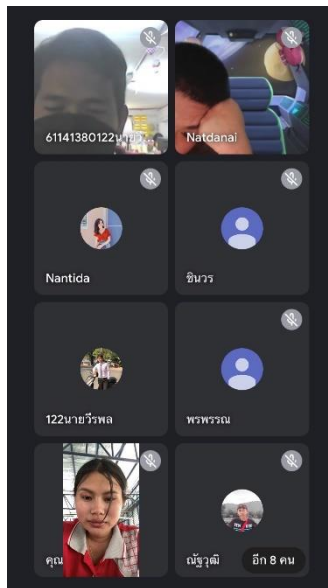 61141380122นาย
Natdanai
Nantida
ชินวร
122นายวีรพล
พรพรรณ
คุณ
ณัฐวุฒิ
อีก 8 คน